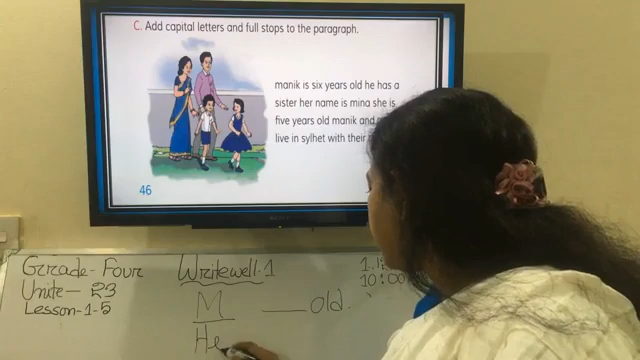 C. Add capital letters and full stops to the paragraph.
manik is six years old he has a
sister her name is mina she is
five years old manik and
live in sylhet with their
46
Grade- Four
Unite- 23
Lesson-1-5
Writewell-1
M ___ old.
He
10:00